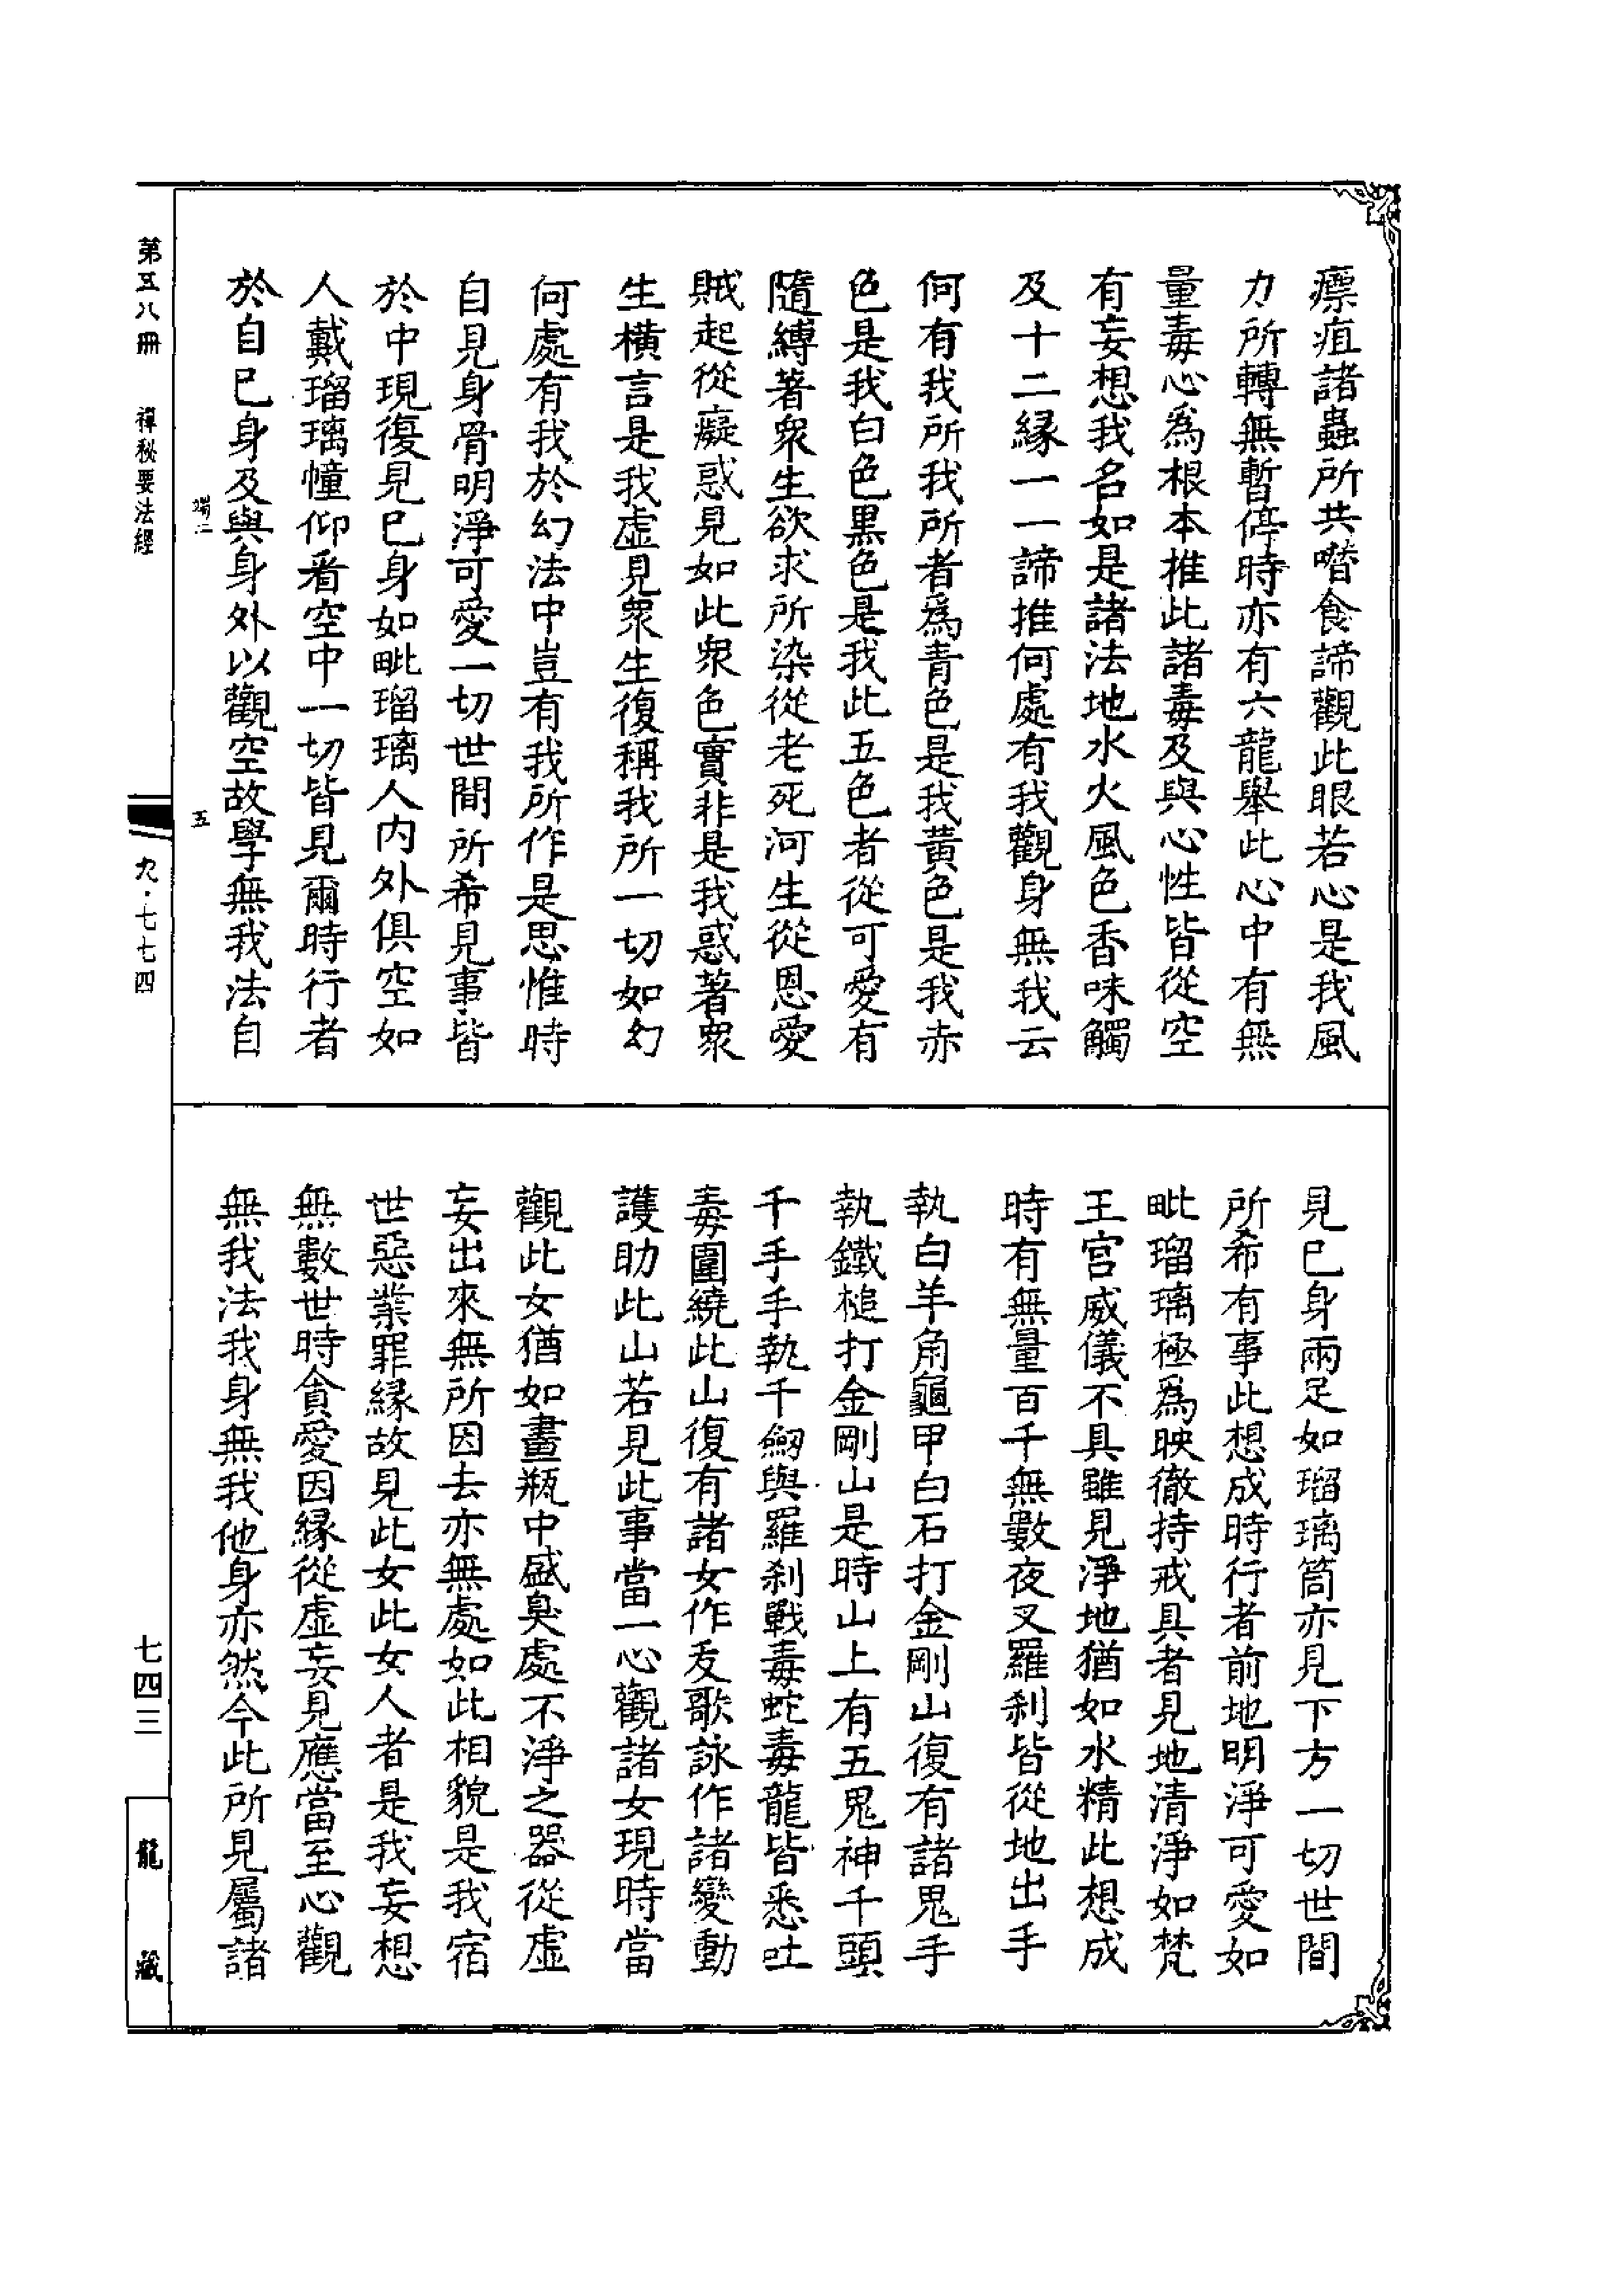 瘭疽諸蟲所共㗱食諦觀此眼若心是我風
力所轉無暫停時亦有六龍舉此心中有無
量毒心為根本推此諸毒及與心性皆從空
有妄想我名如是諸法地水火風色香味觸
及十二縁一一諦推何處有我觀身無我云
何有我所我所者爲青色是我黄色是我赤
色是我白色黒色是我此五色者從可愛有
隨縛著衆生欲求所染從老死河生從恩愛
賊起從癡惑見如此衆色實非是我惑著衆
生横言是我虚見衆生復稱我所一切如幻
何處有我於幻法中豈有我所作是思惟時
自見身骨明淨可愛一切世間所希見事皆
於中現復見巳身如毗瑠璃人内外俱空如
人戴瑠璃幢仰看空中一切皆見爾時行者
於自巳身及與身外以觀空故學無我法自
見巳身兩足如瑠璃筒亦見下方一切世間
所希有事此想成時行者前地明淨可愛如
毗瑠璃極爲映徹持戒具者見地清淨如梵
王宫威儀不具雖見淨地猶如水精此想成
時有無量百千無數夜叉羅刹皆從地出手
執白羊角龜甲白石打金剛山復有諸鬼手
執鐵槌打金剛山是時山上有五鬼神千頭
千手手執千劒與羅刹戰毒蛇毒龍皆悉吐
毒圍繞此山復有諸女作叐歌詠作諸變動
護助此山若見此事當一心觀諸女現時當
觀此女猶如畫瓶中盛臭處不淨之器從虚
妄出來無所因去亦無處如此相貌是我宿
世惡業罪縁故見此女此女人者是我妄想
無數世時貪愛因縁從虚妄見應當至心觀
無我法我身無我他身亦然今此所見屬諸
端二
五
第五八冊
禪秘要法經
九·七七四
七四三
龍藏